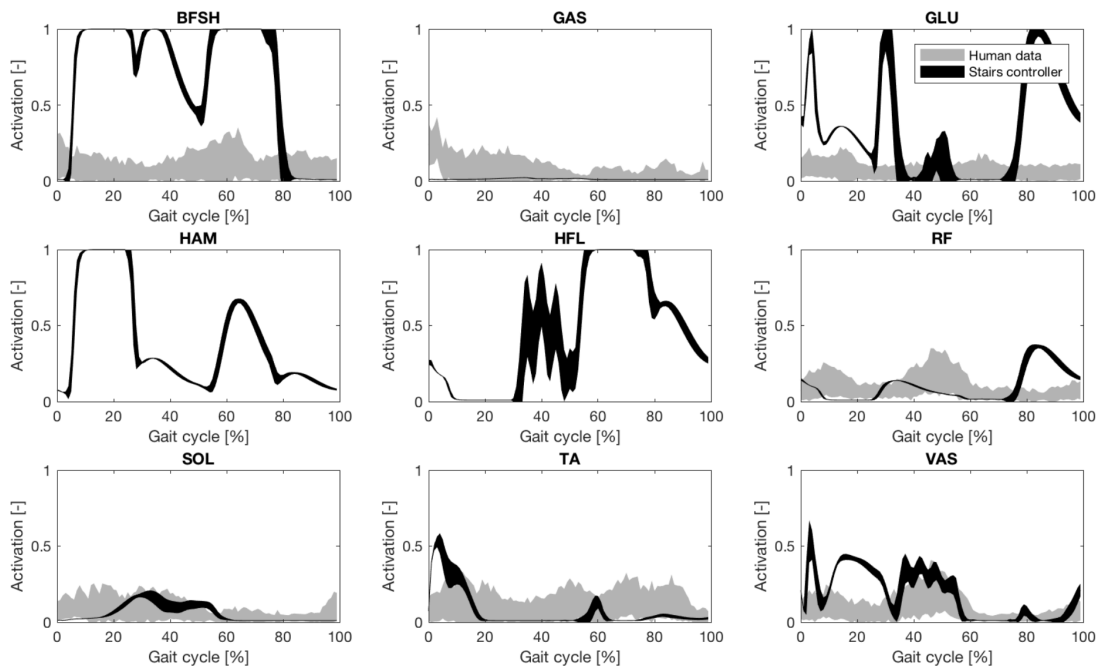 BFSH
GAS
GLU
1
0.5
0
Activation [-]
0 20 40 60 80 100
Gait cycle [%]
1
0.5
0
Activation [-]
0 20 40 60 80 100
Gait cycle [%]
1
0.5
0
Activation [-]
Human data
Stairs controller
0 20 40 60 80 100
Gait cycle [%]
HAM
HFL
RF
1
0.5
0
Activation [-]
0 20 40 60 80 100
Gait cycle [%]
1
0.5
0
Activation [-]
0 20 40 60 80 100
Gait cycle [%]
1
0.5
0
Activation [-]
0 20 40 60 80 100
Gait cycle [%]
SOL
TA
VAS
1
0.5
0
Activation [-]
0 20 40 60 80 100
Gait cycle [%]
1
0.5
0
Activation [-]
0 20 40 60 80 100
Gait cycle [%]
1
0.5
0
Activation [-]
0 20 40 60 80 100
Gait cycle [%]